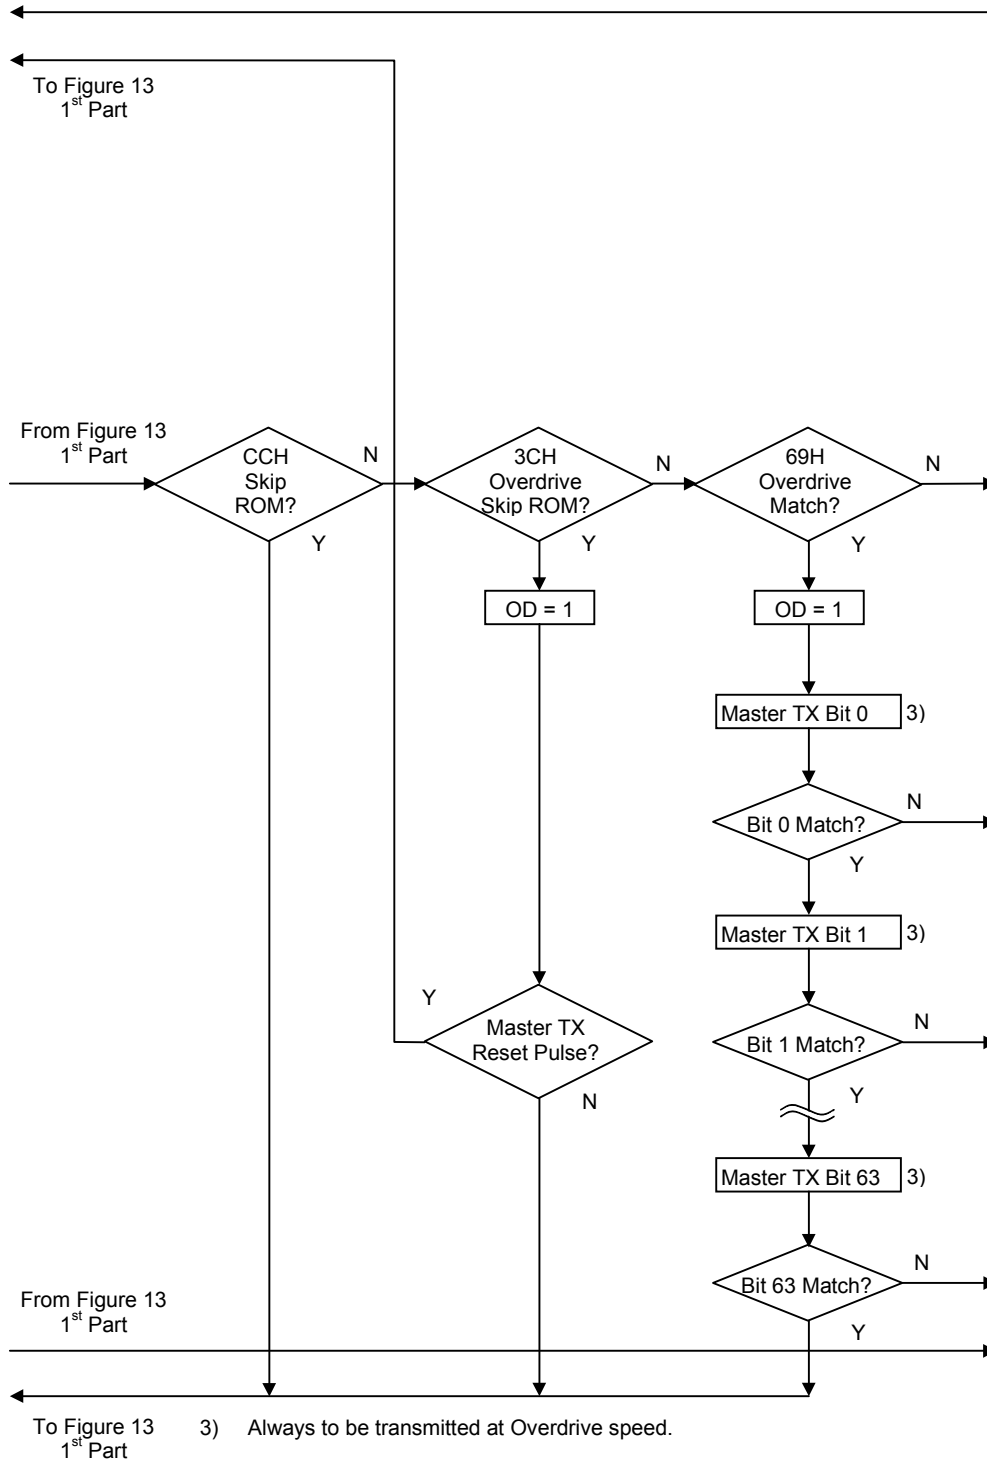 To Figure 13
1st Part
From Figure 13
1st Part
CCH
Skip
ROM?
N
Y
3CH
Overdrive
Skip ROM?
N
Y
69H
Overdrive
Match?
N
Y
OD = 1
OD = 1
Master TX Bit 0 3)
Bit 0 Match?
N
Y
Master TX Bit 1 3)
Y
Master TX
Reset Pulse?
N
Bit 1 Match?
N
Y
Master TX Bit 63 3)
Bit 63 Match?
N
Y
From Figure 13
1st Part
To Figure 13
1st Part
3) Always to be transmitted at Overdrive speed.